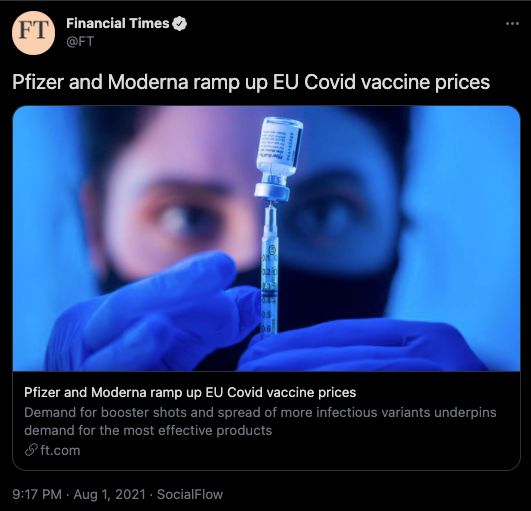 FT
Financial Times
@FT
Pfizer and Moderna ramp up EU Covid vaccine prices
Pfizer and Moderna ramp up EU Covid vaccine prices
Demand for booster shots and spread of more infectious variants underpins
demand for the most effective products
ft.com
9:17 PM · Aug 1, 2021 · SocialFlow